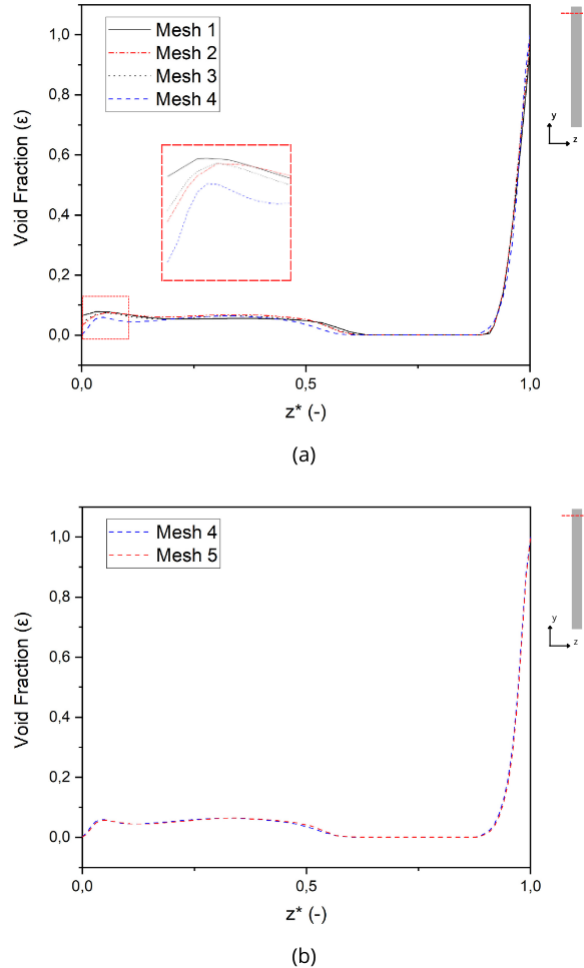 Mesh 1
Mesh 2
Mesh 3
Mesh 4
1,0
0,8
0,6
0,4
0,2
0,0
Void Fraction (ε)
0,0
0,5
1,0
z* (-)
y
z
(a)
Mesh 4
Mesh 5
1,0
0,8
0,6
0,4
0,2
0,0
Void Fraction (ε)
0,0
0,5
1,0
z* (-)
y
z
(b)